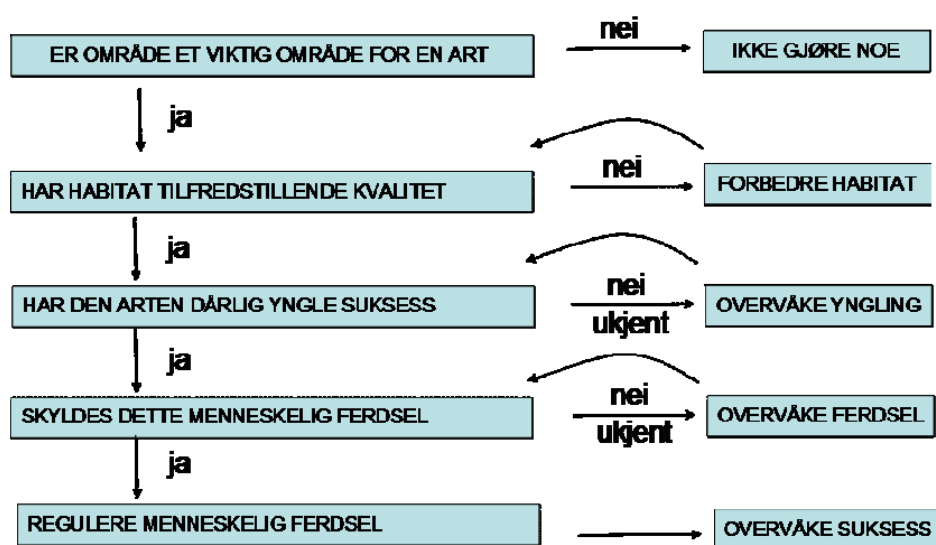 ER OMRÅDE ET VIKTIG OMRÅDE FOR EN ART
nei
IKKE GJØRE NOE
ja
HAR HABITAT TILFREDSTILLENDE KVALITET
nei
FORBEDRE HABITAT
ja
HAR DEN ARTEN DÅRLIG YNGLE SUKSESS
nei
ukjent
OVERVÅKE YNGLING
ja
SKYLDES DETTE MENNESKELIG FERDSEL
nei
ukjent
OVERVÅKE FERDSEL
ja
REGULERE MENNESKELIG FERDSEL
OVERVÅKE SUKSESS